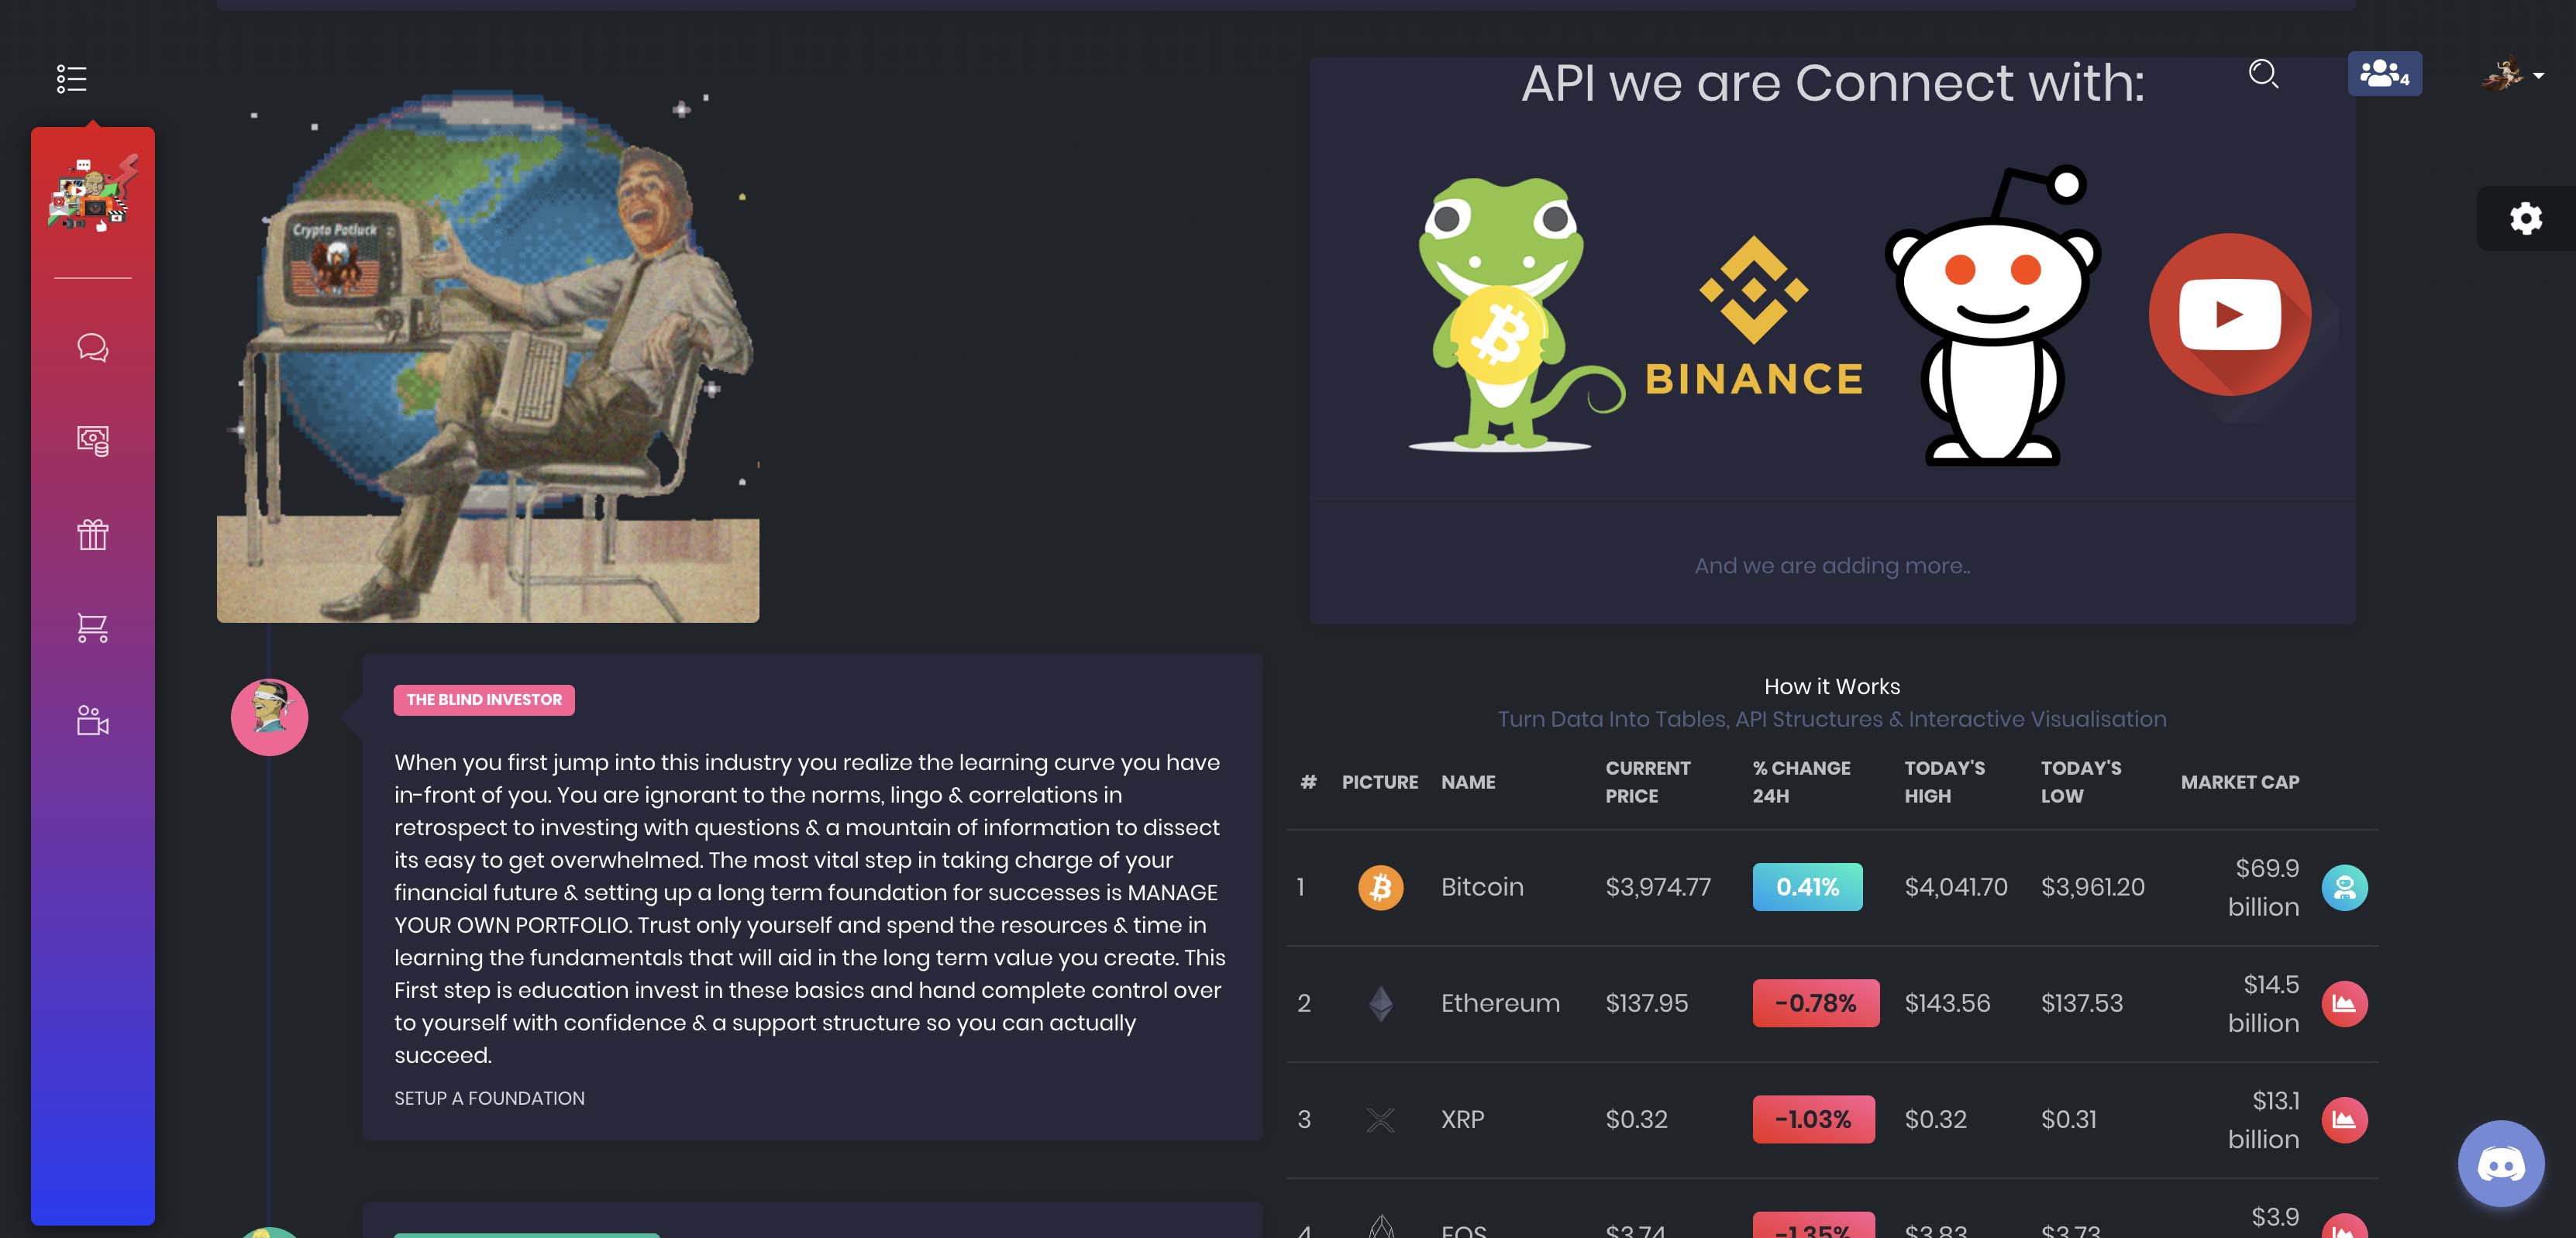 API we are Connect with:
4
Crypto Potluck
BINANCE
And we are adding more..
THE BLIND INVESTOR
When you first jump into this industry you realize the learning curve you have
in-front of you. You are ignorant to the norms, lingo & correlations in
retrospect to investing with questions & a mountain of information to dissect
its easy to get overwhelmed. The most vital step in taking charge of your
financial future & setting up a long term foundation for successes is MANAGE
YOUR OWN PORTFOLIO. Trust only yourself and spend the resources & time in
learning the fundamentals that will aid in the long term value you create. This
First step is education invest in these basics and hand complete control over
to yourself with confidence & a support structure so you can actually
succeed.
SETUP A FOUNDATION
How it Works
Turn Data Into Tables, API Structures & Interactive Visualisation
# PICTURE NAME CURRENT PRICE % CHANGE 24H TODAY'S HIGH TODAY'S LOW MARKET CAP
1 Bitcoin $3,974.77 0.41% $4,041.70 $3,961.20 $69.9 billion
2 Ethereum $137.95 -0.78% $143.56 $137.53 $14.5 billion
3 XRP $0.32 -1.03% $0.32 $0.31 $13.1 billion
4 EOS $3.74 -1.35% $3.83 $3.73 $3.9